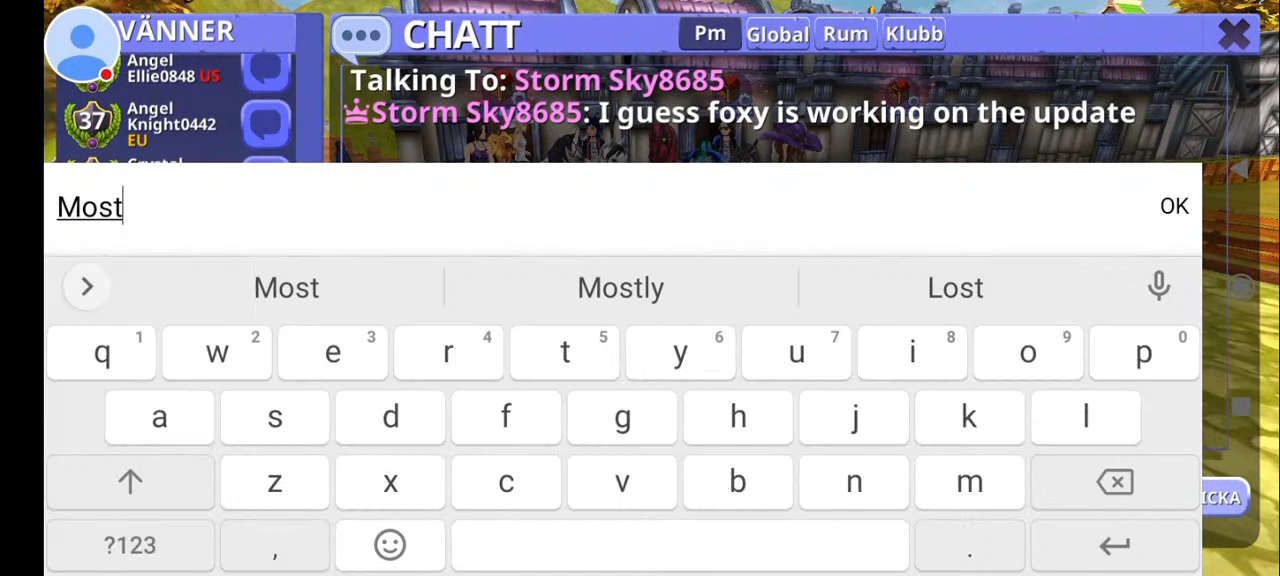 VÄNNER
CHATT
Pm
Global
Rum
Klubb
Angel
Ellie0848 US
37
Angel
Knight0442
EU
Talking To: Storm Sky8685
Storm Sky8685: I guess foxy is working on the update
Most
OK
Most
Mostly
Lost
q 1 w 2 e 3 r 4 t 5 y 6 u 7 i 8 o 9 p 0
a s d f g h j k l
z x c v b n m
?123 , .
ICKA